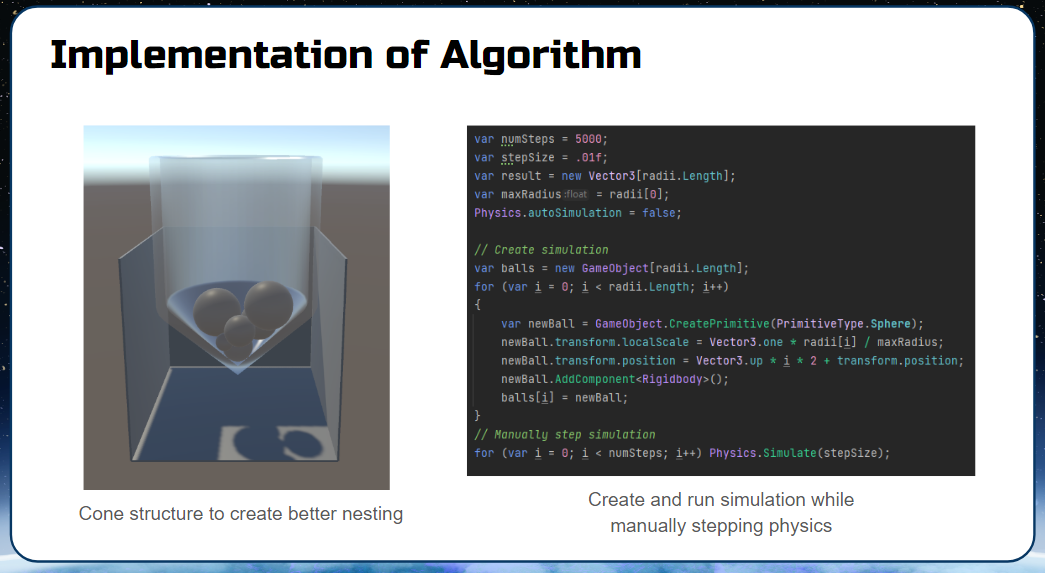 Implementation of Algorithm
var numSteps = 5000;
var stepSize = .01f;
var result = new Vector3[radii.Length];
var maxRadius :float = radii[0];
Physics.autoSimulation = false;
// Create simulation
var balls = new GameObject[radii.Length];
for (var i = 0; i < radii.Length; i++)
{
var newBall = GameObject.CreatePrimitive(PrimitiveType.Sphere);
newBall.transform.localScale = Vector3.one * radii[i] / maxRadius;
newBall.transform.position = Vector3.up * i * 2 + transform.position;
newBall.AddComponent<Rigidbody>();
balls[i] = newBall;
}
// Manually step simulation
for (var i = 0; i < numSteps; i++) Physics.Simulate(stepSize);
Cone structure to create better nesting
Create and run simulation while
manually stepping physics